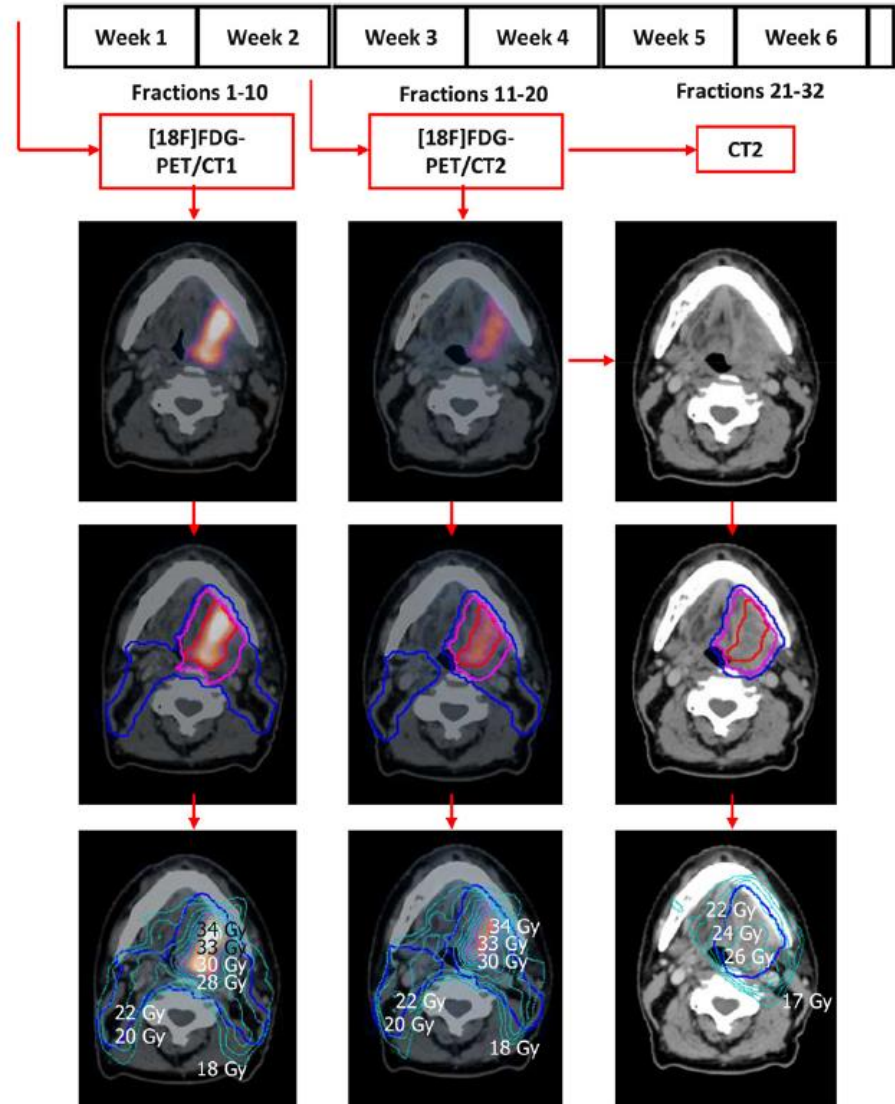 Week 1
Week 2
Week 3
Week 4
Week 5
Week 6
Fractions 1-10
Fractions 11-20
Fractions 21-32
[18F]FDG-
PET/CT1
[18F]FDG-
PET/CT2
CT2
34 Gy
33 Gy
30 Gy
28 Gy
22 Gy
20 Gy
18 Gy
34 Gy
33 Gy
30 Gy
22 Gy
20 Gy
18 Gy
22 Gy
24 Gy
26 Gy
17 Gy